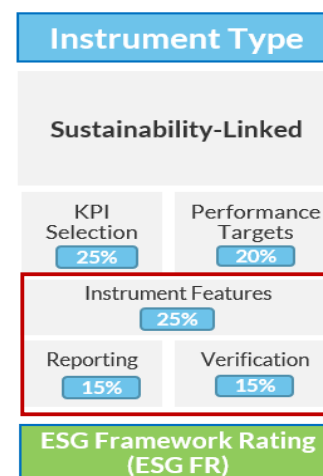 Instrument Type
Sustainability-Linked
KPI
Selection
25%
Performance
Targets
20%
Instrument Features
25%
Reporting
15%
Verification
15%
ESG Framework Rating
(ESG FR)